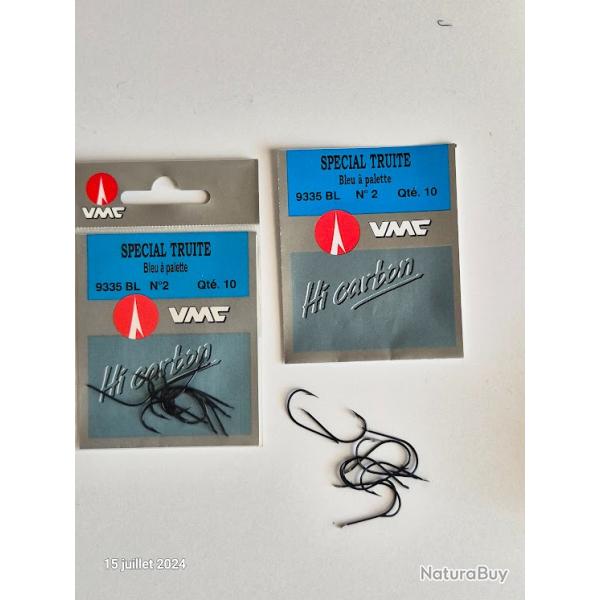 VMC
SPECIAL TRUITE
Bleu à palette
9335 BL N°2 Qté. 10
VMC
Hi carbon
SPECIAL TRUITE
Bleu à palette
9335 BL N° 2 Qté. 10
VMC
Hi carbon
15 juillet 2024
NaturaBuy